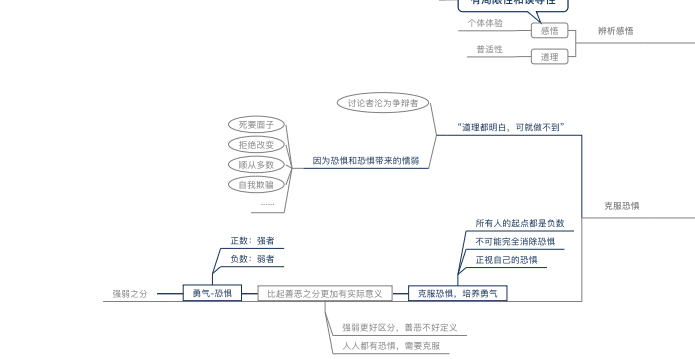 有局限性和误导性
个体体验
感悟
辨析感悟
普适性
道理
讨论者沦为争辩者
死要面子
“道理都明白，可就做不到”
拒绝改变
因为恐惧和恐惧带来的懦弱
顺从多数
自我欺骗
……
克服恐惧
所有人的起点都是负数
正数：强者
不可能完全消除恐惧
负数：弱者
正视自己的恐惧
强弱之分
勇气-恐惧
比起善恶之分更加有实际意义
克服恐惧，培养勇气
强弱更好区分，善恶不好定义
人人都有恐惧，需要克服